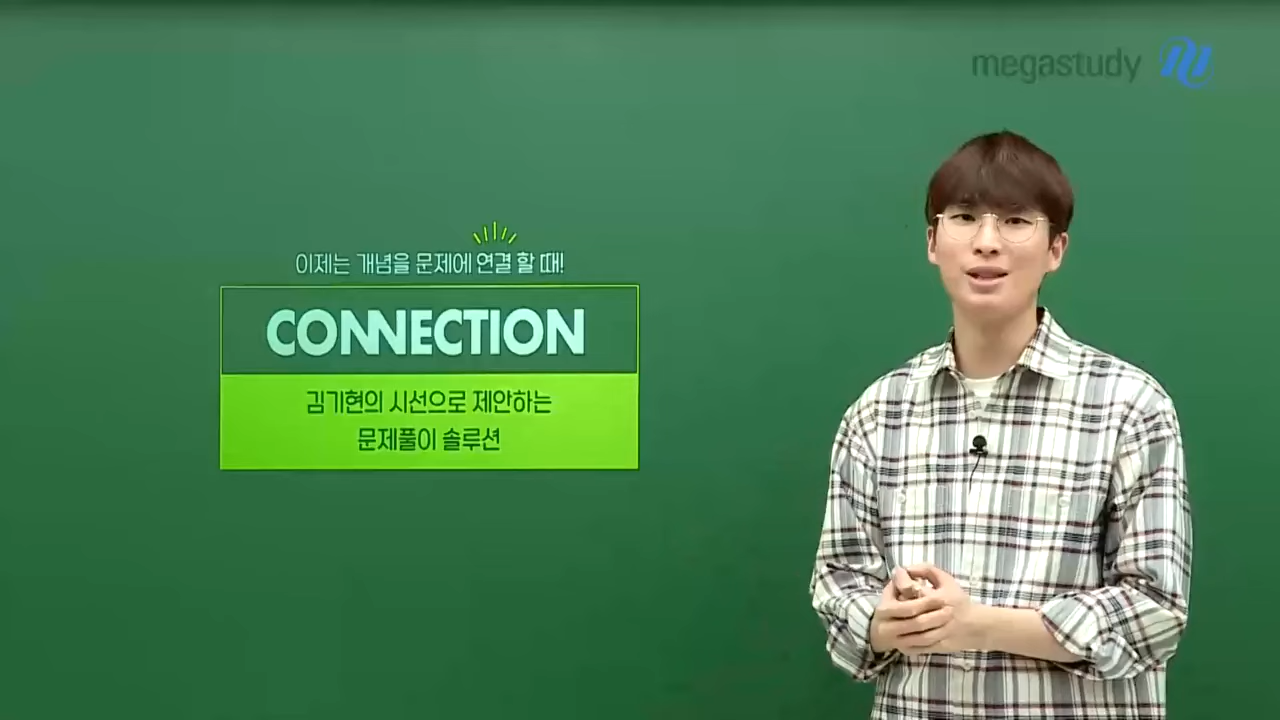 megastudy
이제는 개념을 문제에 연결 할 때!
CONNECTION
김기현의 시선으로 제안하는
문제풀이 솔루션